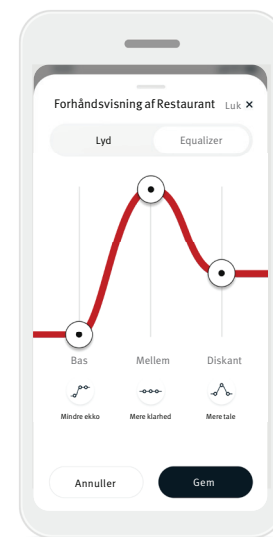 Forhåndsvisning af Restaurant Luk ×
Lyd Equalizer
Bas Mellem Diskant
Mindre ekko Mere klarhed Mere tale
Annuller Gem